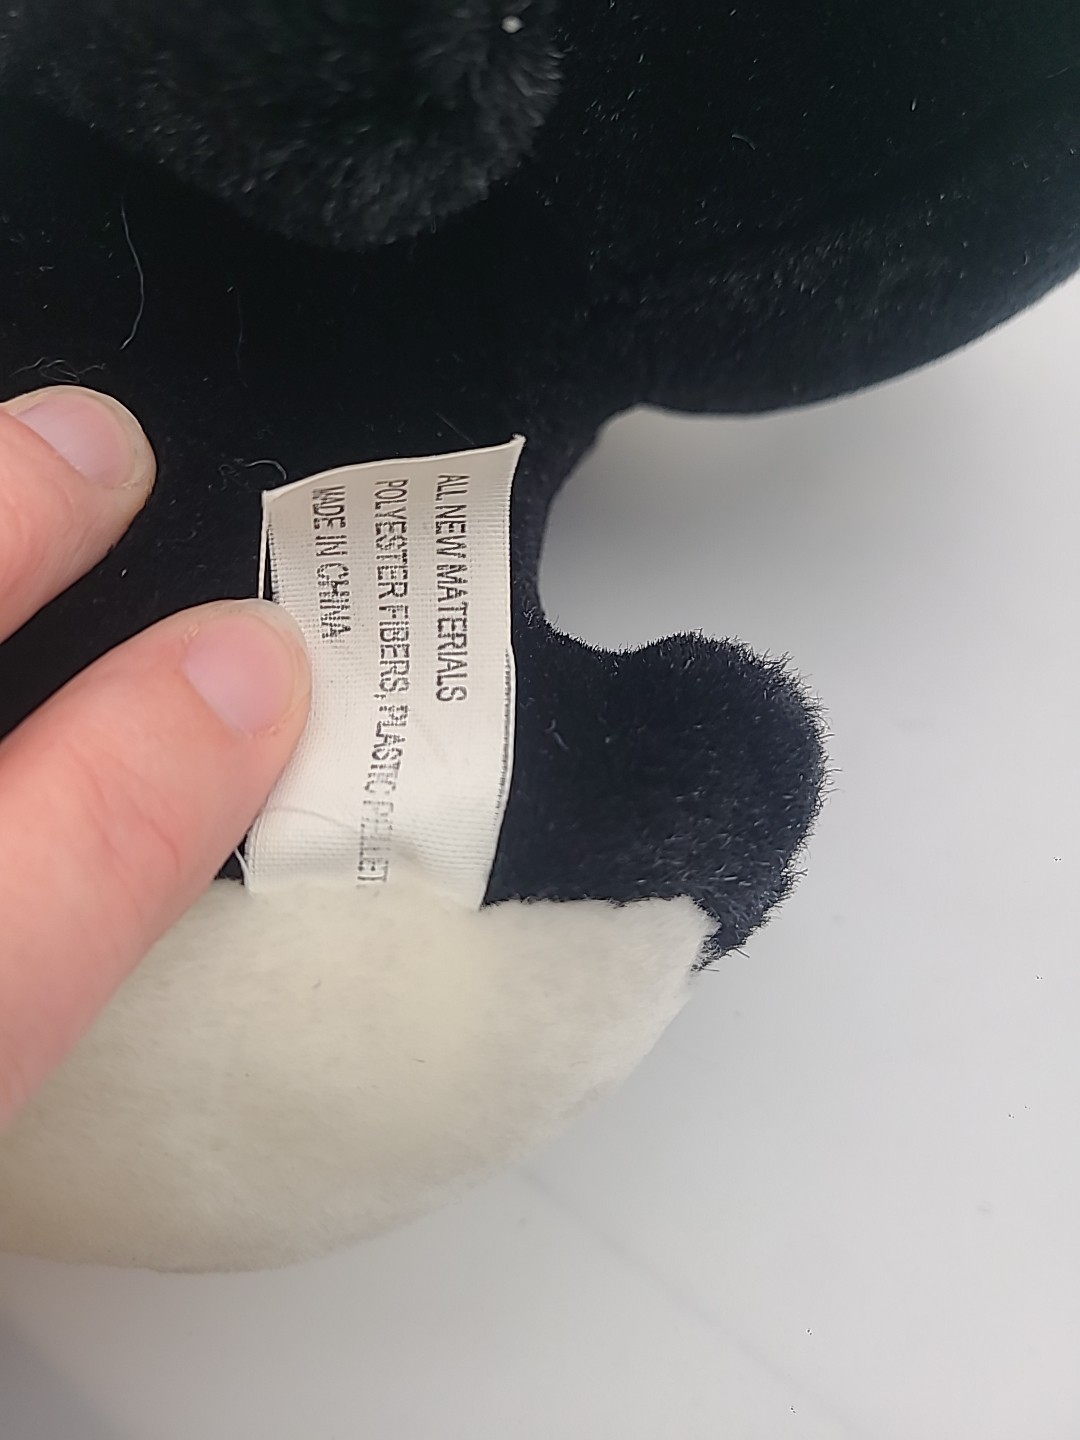 ALL NEW MATERIALS
POLYESTER FIBERS, PLASTIC PELLET
MADE IN CHINA